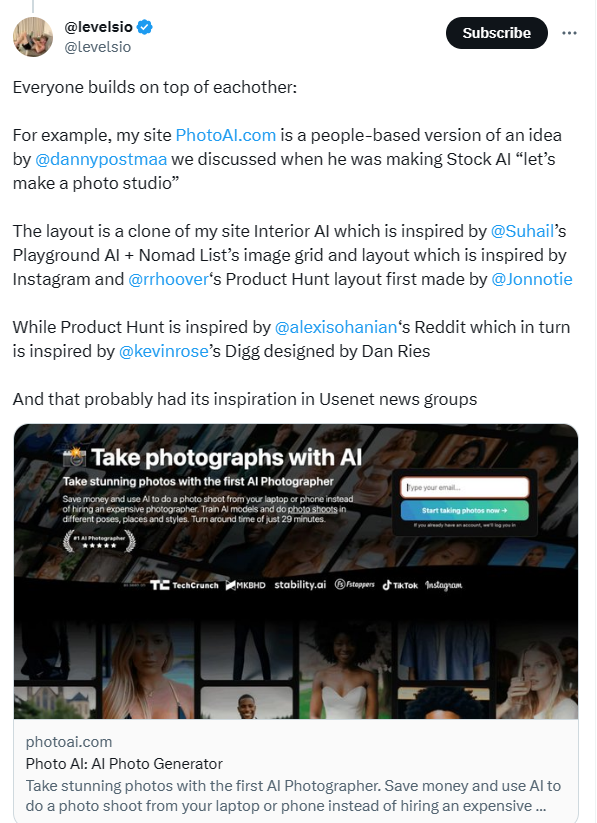 @levelsio
@levelsio
Subscribe
Everyone builds on top of eachother:
For example, my site PhotoAI.com is a people-based version of an idea
by @dannypostmaa we discussed when he was making Stock AI “let’s
make a photo studio”
The layout is a clone of my site Interior AI which is inspired by @Suhail’s
Playground AI + Nomad List’s image grid and layout which is inspired by
Instagram and @rrhoover‘s Product Hunt layout first made by @Jonnotie
While Product Hunt is inspired by @alexisohanian‘s Reddit which in turn
is inspired by @kevinrose’s Digg designed by Dan Ries
And that probably had its inspiration in Usenet news groups
Take photographs with AI
Take stunning photos with the first AI Photographer
Save money and use AI to do a photo shoot from your laptop or phone instead
of hiring an expensive photographer. Train AI models and do photo shoots in
different poses, places and styles. Turn around time of just 29 minutes.
#1 AI Photographer
Type your email...
Start taking photos now →
If you already have an account, we'll log you in
TC TechCrunch MKBHD stability.ai Fs Fstoppers TikTok Instagram
photoai.com
Photo AI: AI Photo Generator
Take stunning photos with the first AI Photographer. Save money and use AI to
do a photo shoot from your laptop or phone instead of hiring an expensive ...